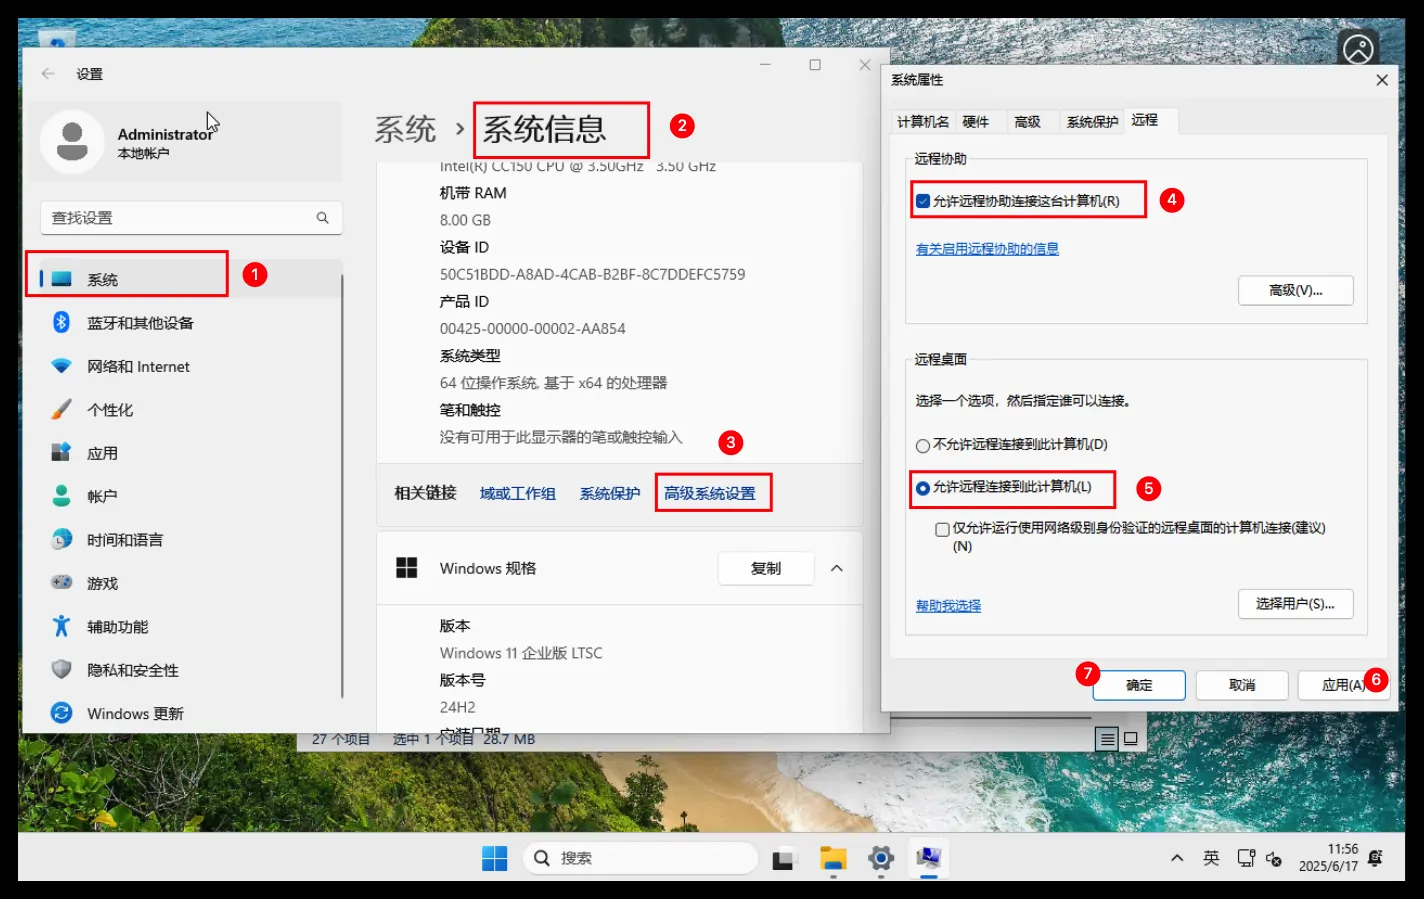 设置
Administrator
本地帐户
查找设置
系统
1
蓝牙和其他设备
网络和 Internet
个性化
应用
帐户
时间和语言
游戏
辅助功能
隐私和安全性
Windows 更新
系统 › 系统信息
2
Intel(R) CC150 CPU @ 3.50GHz 3.50 GHz
机带 RAM
8.00 GB
设备 ID
50C51BDD-A8AD-4CAB-B2BF-8C7DDEFC5759
产品 ID
00425-00000-00002-AA854
系统类型
64 位操作系统, 基于 x64 的处理器
笔和触控
没有可用于此显示器的笔或触控输入
3
相关链接 域或工作组 系统保护 高级系统设置
Windows 规格 复制
版本
Windows 11 企业版 LTSC
版本号
24H2
安装日期
27 个项目 选中 1 个项目 28.7 MB
系统属性
计算机名 硬件 高级 系统保护 远程
远程协助
允许远程协助连接这台计算机(R)
4
有关启用远程协助的信息
高级(V)...
远程桌面
选择一个选项，然后指定谁可以连接。
不允许远程连接到此计算机(D)
允许远程连接到此计算机(L)
5
仅允许运行使用网络级别身份验证的远程桌面的计算机连接(建议)
(N)
帮助我选择
选择用户(S)...
7
确定 取消 应用(A)
6
搜索
英
11:56
2025/6/17